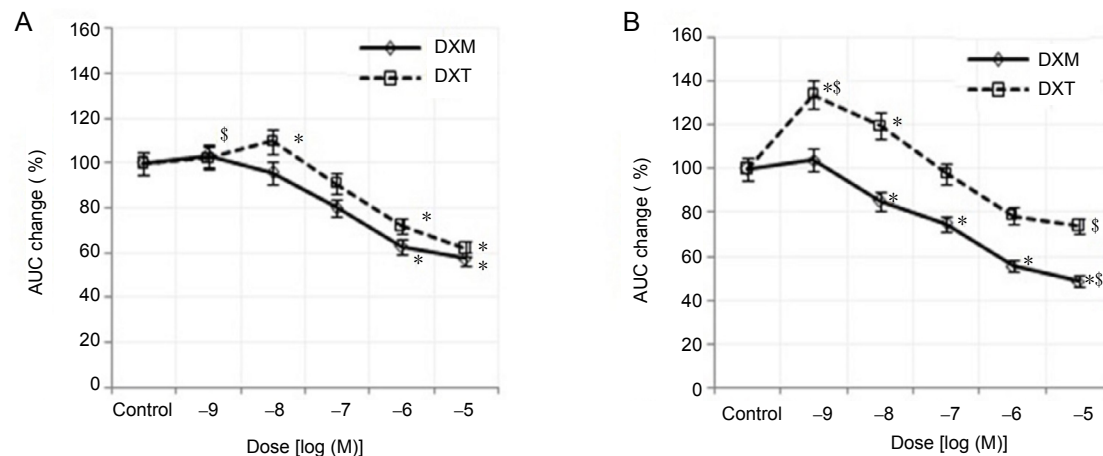 A
160
140
120
100
80
60
40
20
0
AUC change ( %)
DXM
DXT
$
*
*
*
*
*
Control –9 –8 –7 –6 –5
Dose [log (M)]
B
160
140
120
100
80
60
40
20
0
AUC change ( %)
DXM
DXT
*$
*
*
*
*
$
*$
Control –9 –8 –7 –6 –5
Dose [log (M)]